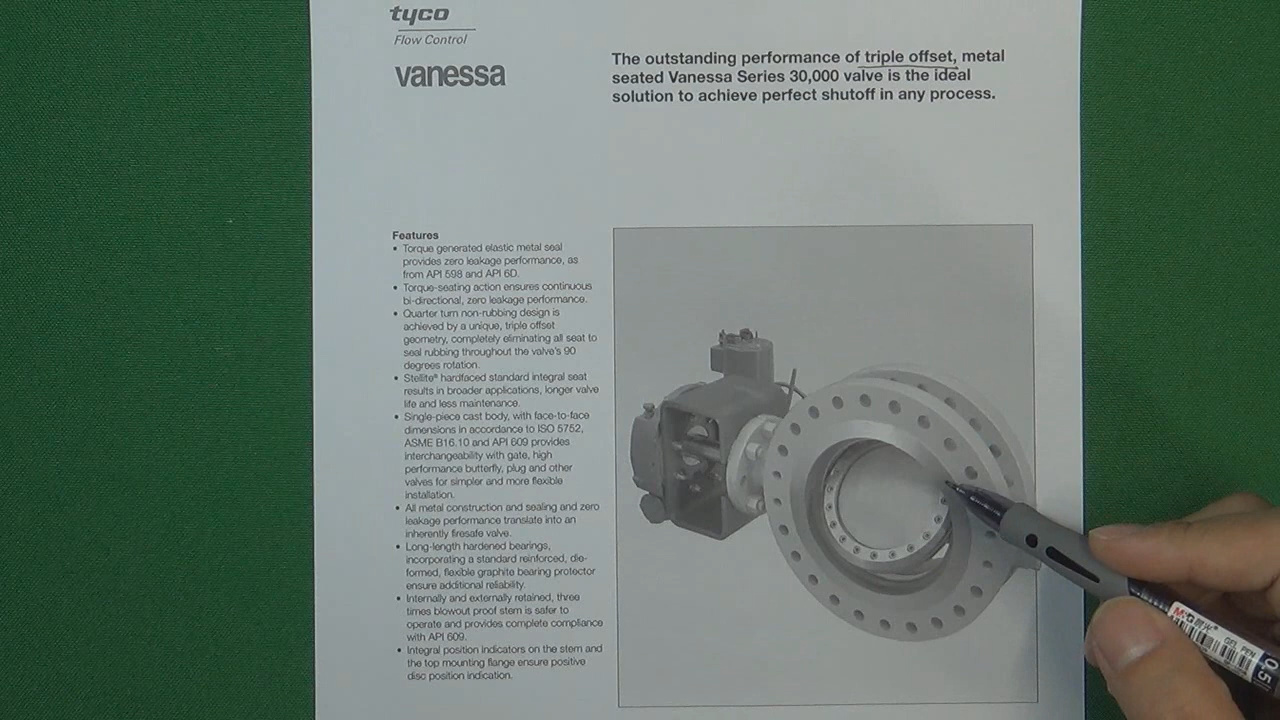 tyco
Flow Control
vanessa
The outstanding performance of triple offset, metal
seated Vanessa Series 30,000 valve is the ideal
solution to achieve perfect shutoff in any process.
Features
• Torque generated elastic metal seal
provides zero leakage performance, as
from API 598 and API 6D.
• Torque-seating action ensures continuous
bi-directional, zero leakage performance.
• Quarter turn non-rubbing design is
achieved by a unique, triple offset
geometry, completely eliminating all seat to
seal rubbing throughout the valve's 90
degrees rotation.
• Stellite® hardfaced standard integral seat
results in broader applications, longer valve
life and less maintenance.
• Single-piece cast body, with face-to-face
dimensions in accordance to ISO 5752,
ASME B16.10 and API 609 provides
interchangeability with gate, high
performance butterfly, plug and other
valves for simpler and more flexible
installation.
• All metal construction and sealing and zero
leakage performance translate into an
inherently firesafe valve.
• Long-length hardened bearings,
incorporating a standard reinforced, die-
formed, flexible graphite bearing protector
ensure additional reliability.
• Internally and externally retained, three
times blowout proof stem is safer to
operate and provides complete compliance
with API 609.
• Integral position indicators on the stem and
the top mounting flange ensure positive
disc position indication.
M&G
GEL PEN
0.5